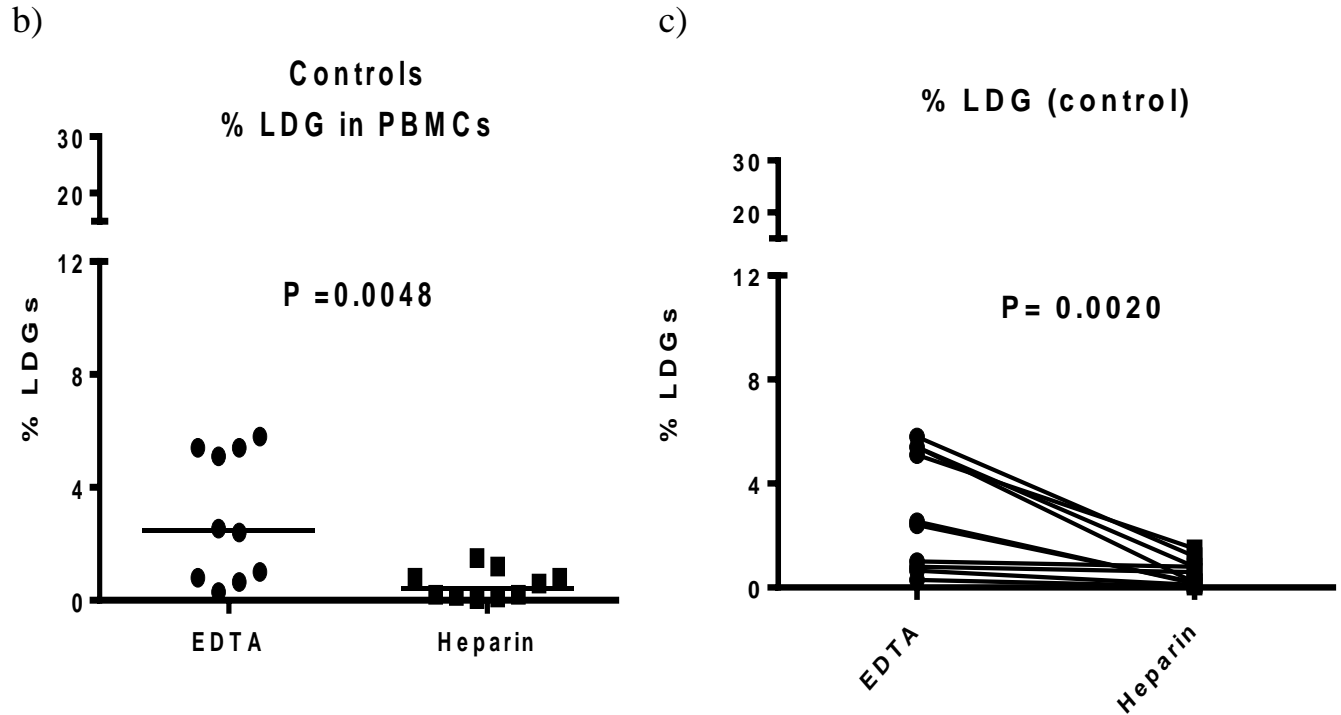 b)
Controls
% LDG in PBMCs
30
20
12
8
4
0
% LDGs
P =0.0048
EDTA
Heparin
c)
% LDG (control)
30
20
12
8
4
0
% LDGs
P= 0.0020
EDTA
Heparin